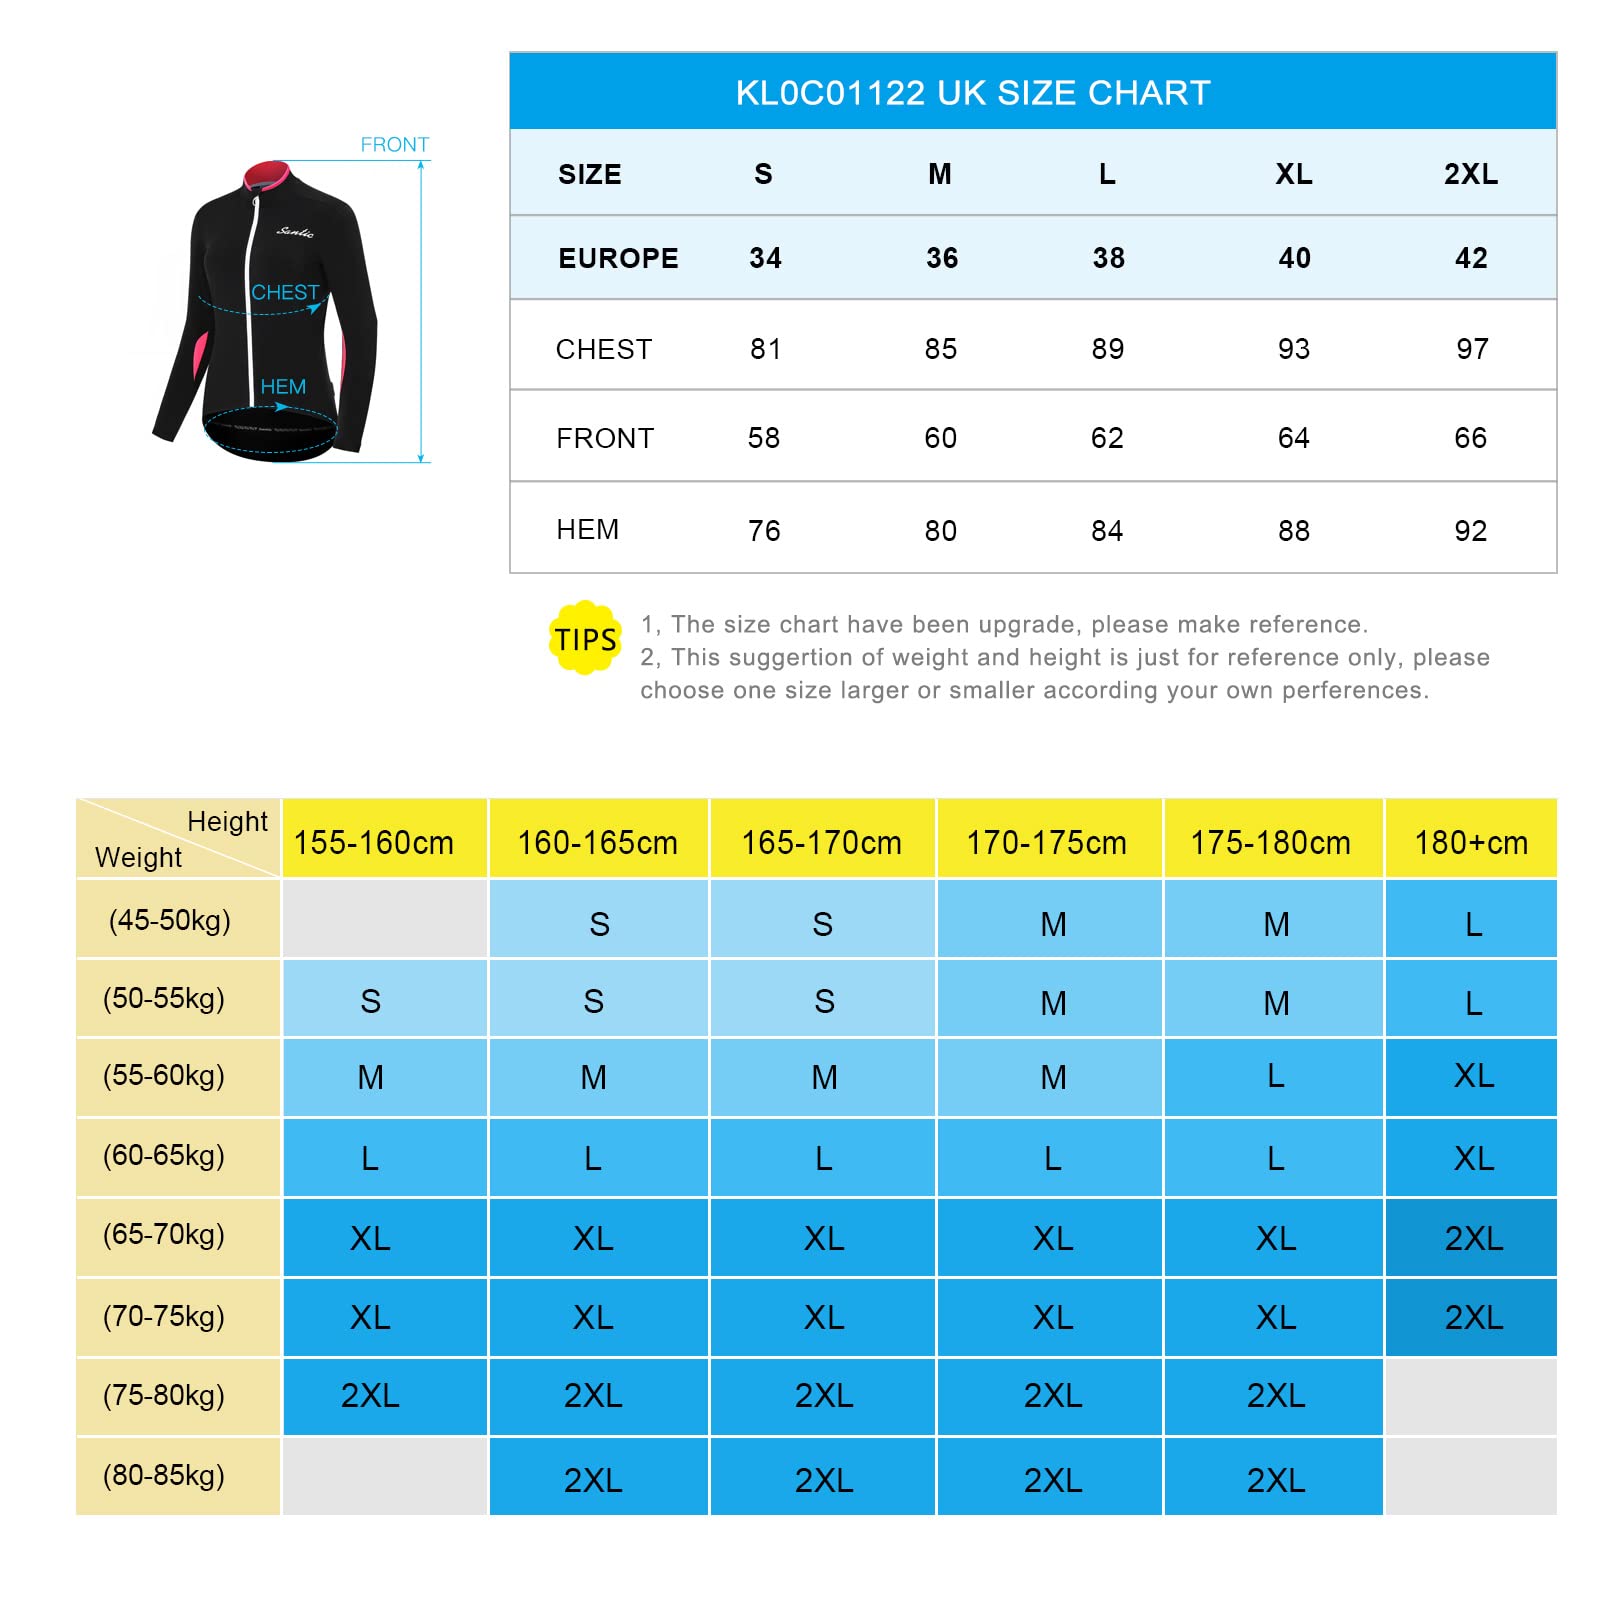 KL0C01122 UK SIZE CHART
FRONT
Santic
CHEST
HEM
SIZE S M L XL 2XL
EUROPE 34 36 38 40 42
CHEST 81 85 89 93 97
FRONT 58 60 62 64 66
HEM 76 80 84 88 92
TIPS
1, The size chart have been upgrade, please make reference.
2, This suggertion of weight and height is just for reference only, please
choose one size larger or smaller according your own perferences.
Height
Weight
155-160cm 160-165cm 165-170cm 170-175cm 175-180cm 180+cm
(45-50kg) S S M M L
(50-55kg) S S S M M L
(55-60kg) M M M M L XL
(60-65kg) L L L L L XL
(65-70kg) XL XL XL XL XL 2XL
(70-75kg) XL XL XL XL XL 2XL
(75-80kg) 2XL 2XL 2XL 2XL 2XL
(80-85kg) 2XL 2XL 2XL 2XL